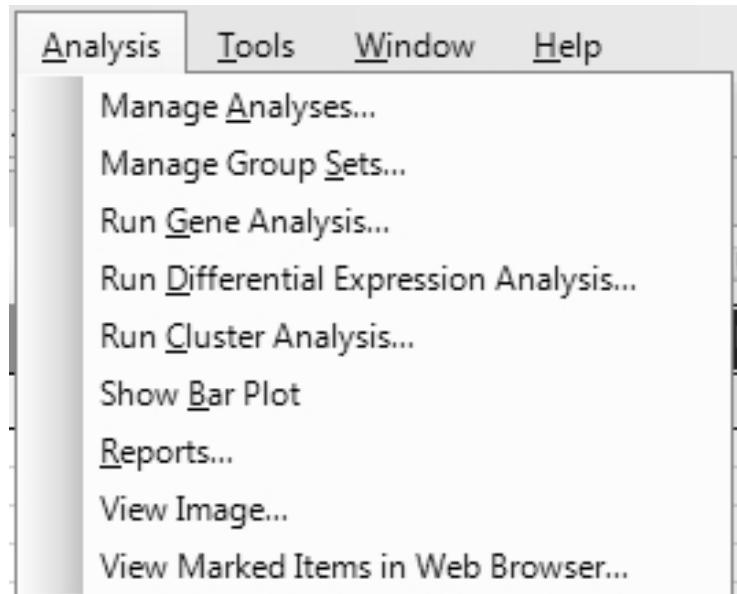 Analysis Tools Window Help
Manage Analyses...
Manage Group Sets...
Run Gene Analysis...
Run Differential Expression Analysis...
Run Cluster Analysis...
Show Bar Plot
Reports...
View Image...
View Marked Items in Web Browser...